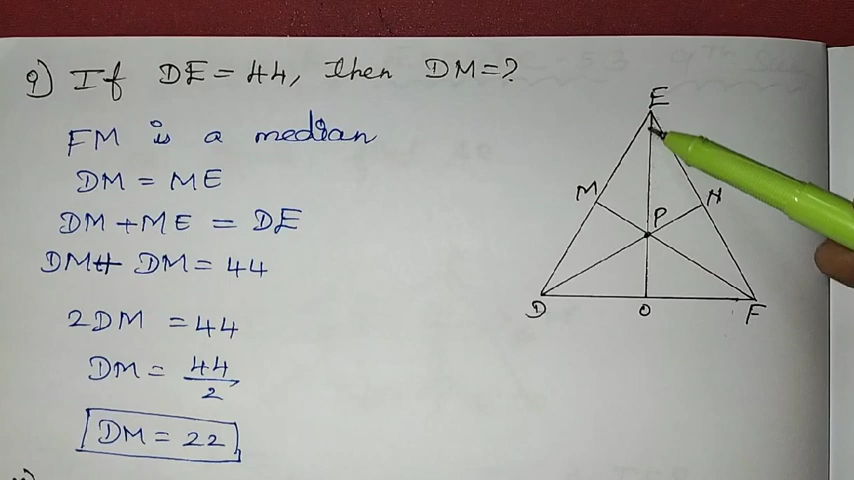 9) If DE = 44, then DM = ?
FM is a median
DM = ME
DM + ME = DE
DM + DM = 44
2DM = 44
DM = 44/2
DM = 22
E
M
N
P
D
O
F